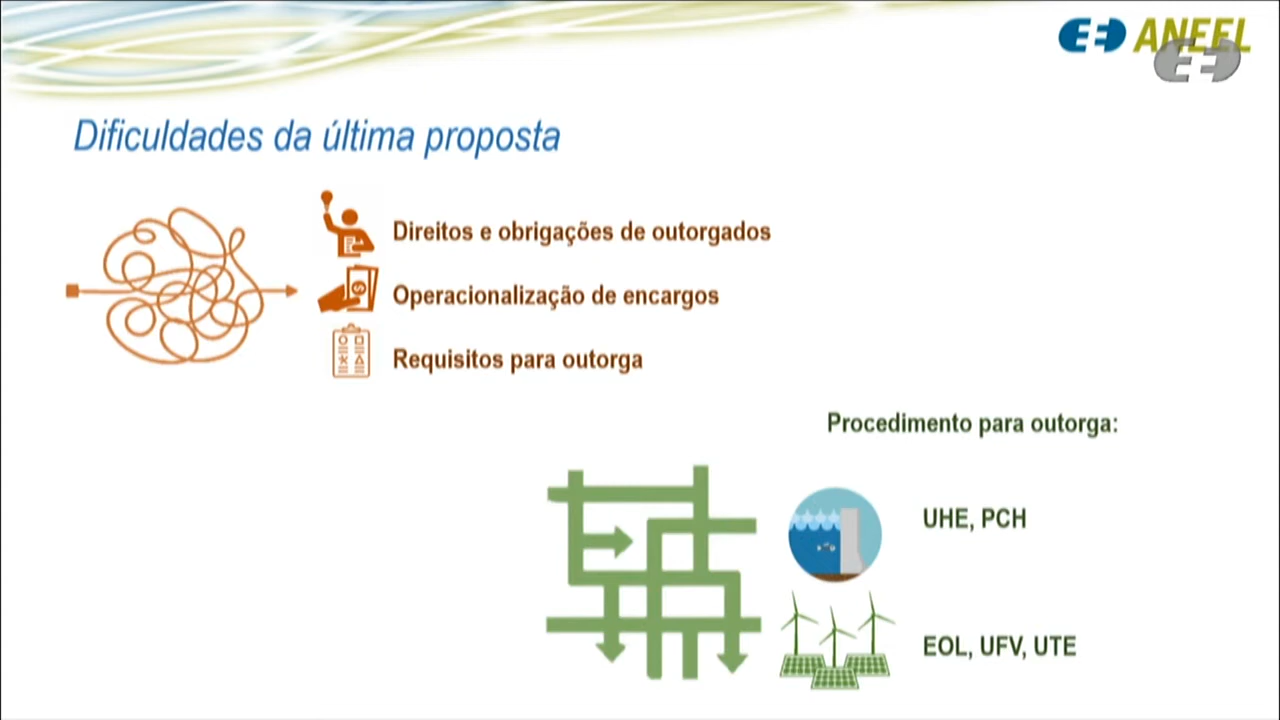 ANEEL
Dificuldades da última proposta
Direitos e obrigações de outorgados
Operacionalização de encargos
Requisitos para outorga
Procedimento para outorga:
UHE, PCH
EOL, UFV, UTE